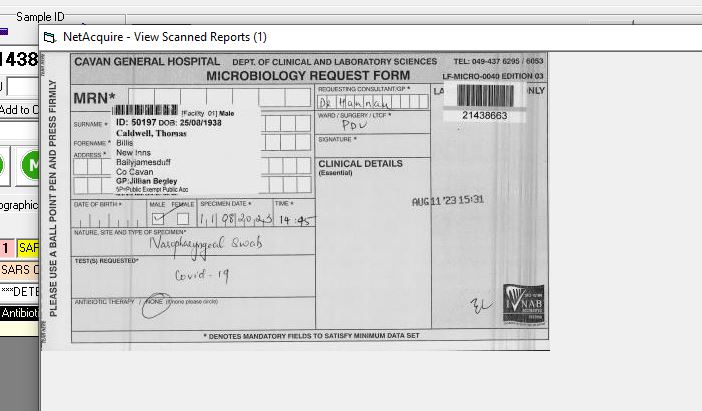 Sample ID
NetAcquire - View Scanned Reports (1)
1438
Add to C
M
ographic
1 SAF
SARS C
***DETE
Antibioti
PLEASE USE A BALL POINT PEN AND PRESS FIRMLY
CAVAN GENERAL HOSPITAL DEPT. OF CLINICAL AND LABORATORY SCIENCES TEL: 049-437 6295 / 6053
MICROBIOLOGY REQUEST FORM LF-MICRO-0040 EDITION 03
MRN*
[Facility 01] Male
ID: 50197 DOB: 25/08/1938
SURNAME * Caldwell, Thomas
FORENAME * Billis
ADDRESS * New Inns
Ballyjamesduff
Co Cavan
GP:Jillian Begley
5P=Public Exempt Public Acc
REQUESTING CONSULTANT/GP *
Dr Hannan
WARD / SURGERY / LTCF *
PDU
SIGNATURE *
CLINICAL DETAILS
(Essential)
LA NLY
21438663
AUG 11 '23 15:31
DATE OF BIRTH * MALE FEMALE SPECIMEN DATE * TIME *
11 08 2023 14:45
NATURE, SITE AND TYPE OF SPECIMEN*
Nasopharyngeal Swab
TEST(S) REQUESTED*
Covid-19
ANTIBIOTIC THERAPY / NONE (if none please circle)
INAB
* DENOTES MANDATORY FIELDS TO SATISFY MINIMUM DATA SET